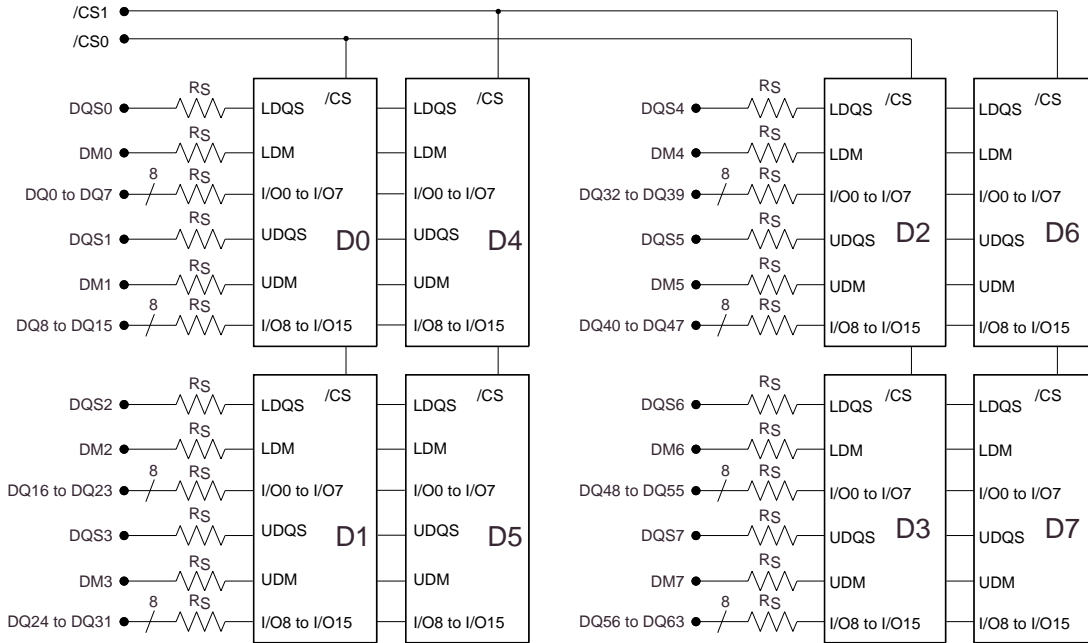 /CS1
/CS0
RS
DQS0
LDQS
/CS
LDQS
/CS
RS
DM0
LDM
LDM
8
RS
DQ0 to DQ7
I/O0 to I/O7
I/O0 to I/O7
RS
DQS1
UDQS
D0
UDQS
D4
RS
DM1
UDM
UDM
8
RS
DQ8 to DQ15
I/O8 to I/O15
I/O8 to I/O15
RS
DQS2
LDQS
/CS
LDQS
/CS
RS
DM2
LDM
LDM
8
RS
DQ16 to DQ23
I/O0 to I/O7
I/O0 to I/O7
RS
DQS3
UDQS
D1
UDQS
D5
RS
DM3
UDM
UDM
8
RS
DQ24 to DQ31
I/O8 to I/O15
I/O8 to I/O15
RS
DQS4
LDQS
/CS
LDQS
/CS
RS
DM4
LDM
LDM
8
RS
DQ32 to DQ39
I/O0 to I/O7
I/O0 to I/O7
RS
DQS5
UDQS
D2
UDQS
D6
RS
DM5
UDM
UDM
8
RS
DQ40 to DQ47
I/O8 to I/O15
I/O8 to I/O15
RS
DQS6
LDQS
/CS
LDQS
/CS
RS
DM6
LDM
LDM
8
RS
DQ48 to DQ55
I/O0 to I/O7
I/O0 to I/O7
RS
DQS7
UDQS
D3
UDQS
D7
RS
DM7
UDM
UDM
8
RS
DQ56 to DQ63
I/O8 to I/O15
I/O8 to I/O15